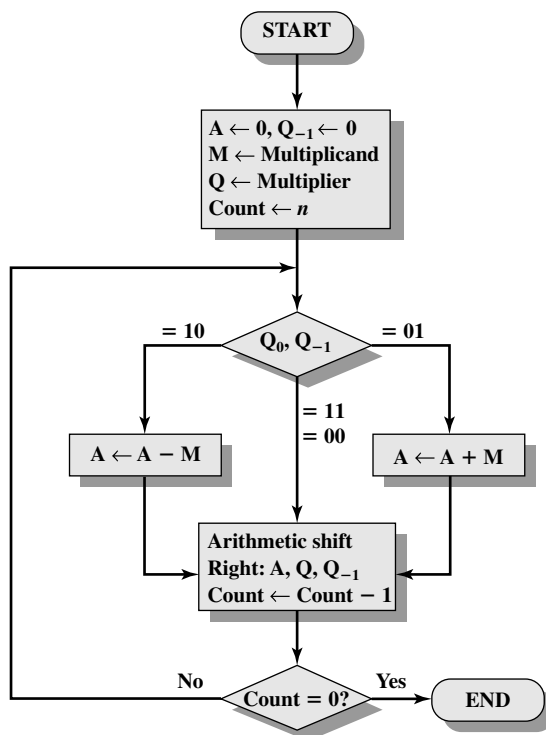 START
A ← 0, Q₋₁ ← 0
M ← Multiplicand
Q ← Multiplier
Count ← n
= 10
Q₀, Q₋₁
= 01
= 11
= 00
A ← A − M
A ← A + M
Arithmetic shift
Right: A, Q, Q₋₁
Count ← Count − 1
No
Count = 0?
Yes
END